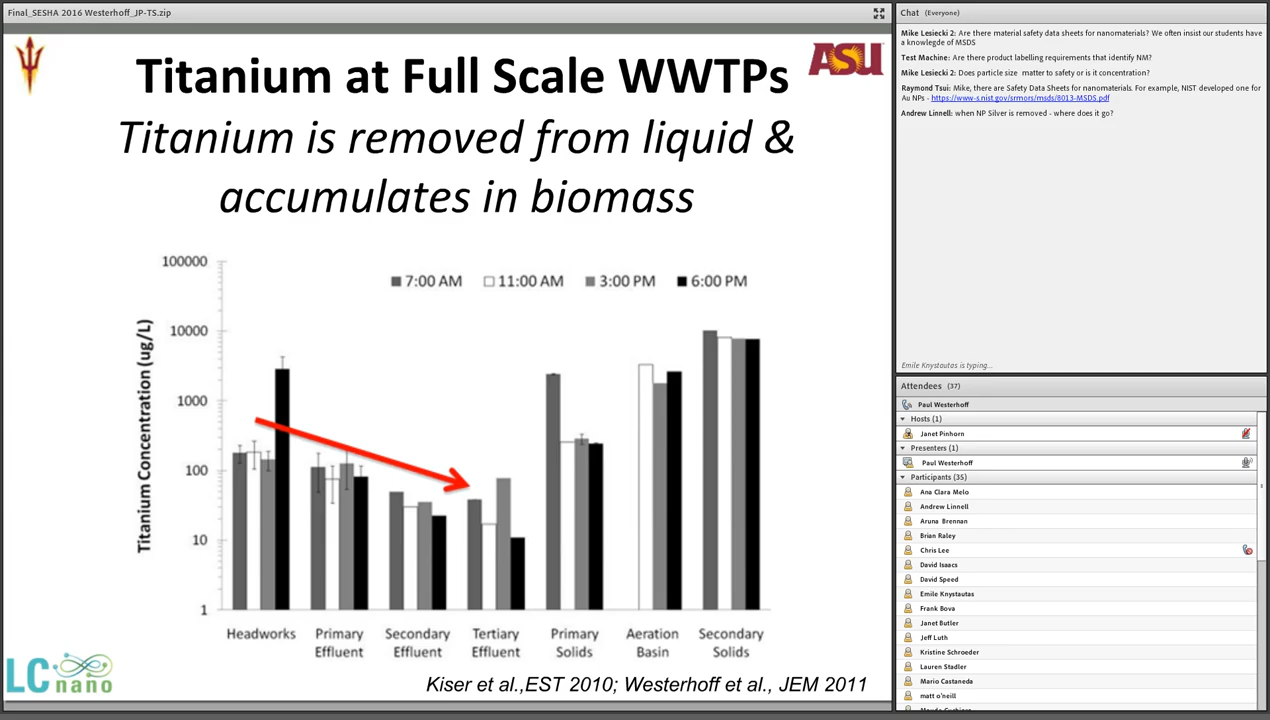 Final_SESHA 2016 Westerhoff_JP-TS.zip
ASU
Titanium at Full Scale WWTPs
Titanium is removed from liquid &
accumulates in biomass
Titanium Concentration (ug/L)
100000
10000
1000
100
10
1
7:00 AM
11:00 AM
3:00 PM
6:00 PM
Headworks
Primary
Effluent
Secondary
Effluent
Tertiary
Effluent
Primary
Solids
Aeration
Basin
Secondary
Solids
LCnano
Kiser et al.,EST 2010; Westerhoff et al., JEM 2011
Chat (Everyone)
Mike Lesiecki 2: Are there material safety data sheets for nanomaterials? We often insist our students have
a knowlegde of MSDS
Test Machine: Are there product labelling requirements that identify NM?
Mike Lesiecki 2: Does particle size matter to safety or is it concentration?
Raymond Tsui: Mike, there are Safety Data Sheets for nanomaterials. For example, NIST developed one for
Au NPs - https://www-s.nist.gov/srmors/msds/8013-MSDS.pdf
Andrew Linnell: when NP Silver is removed - where does it go?
Emile Knystautas is typing...
Attendees (37)
Paul Westerhoff
Hosts (1)
Janet Pinhorn
Presenters (1)
Paul Westerhoff
Participants (35)
Ana Clara Melo
Andrew Linnell
Aruna Brennan
Brian Raley
Chris Lee
David Isaacs
David Speed
Emile Knystautas
Frank Bova
Janet Butler
Jeff Luth
Kristine Schroeder
Lauren Stadler
Mario Castaneda
matt o'neill